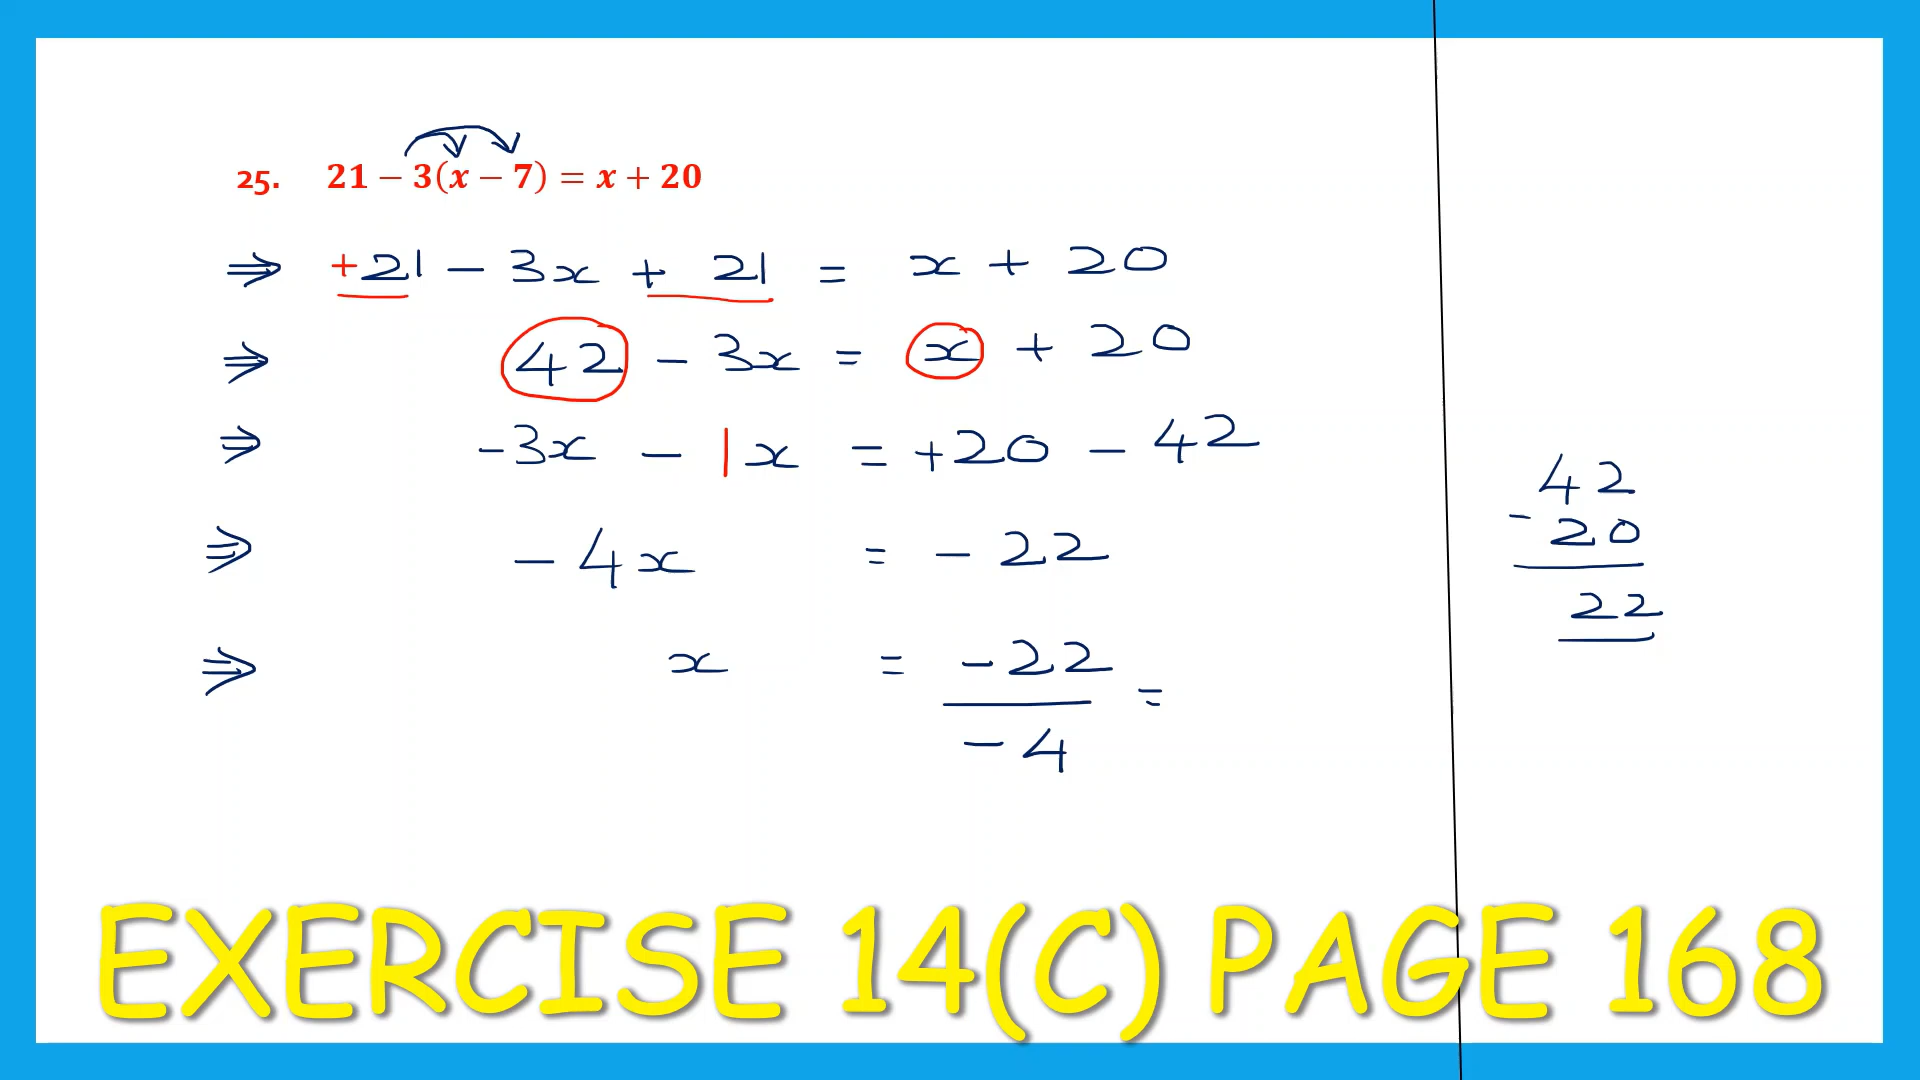 25. 21 − 3(x − 7) = x + 20
⇒ +21 − 3x + 21 = x + 20
⇒ 42 − 3x = x + 20
⇒ -3x − 1x = +20 − 42
⇒ − 4x = − 22
⇒ x = -22 / -4 =
42
- 20
22
EXERCISE 14(C) PAGE 168